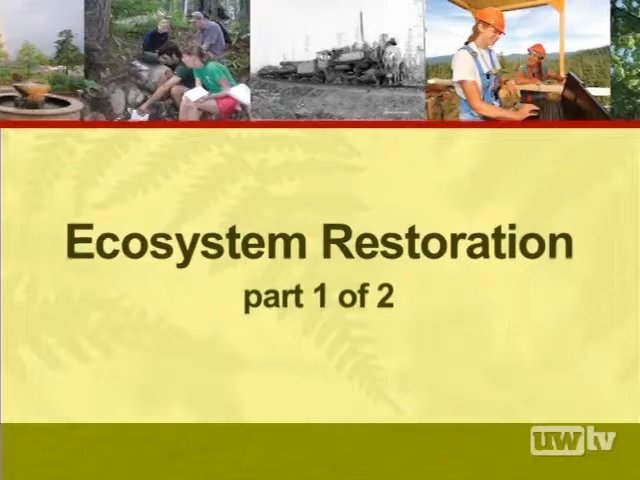 Ecosystem Restoration
part 1 of 2
uwtv